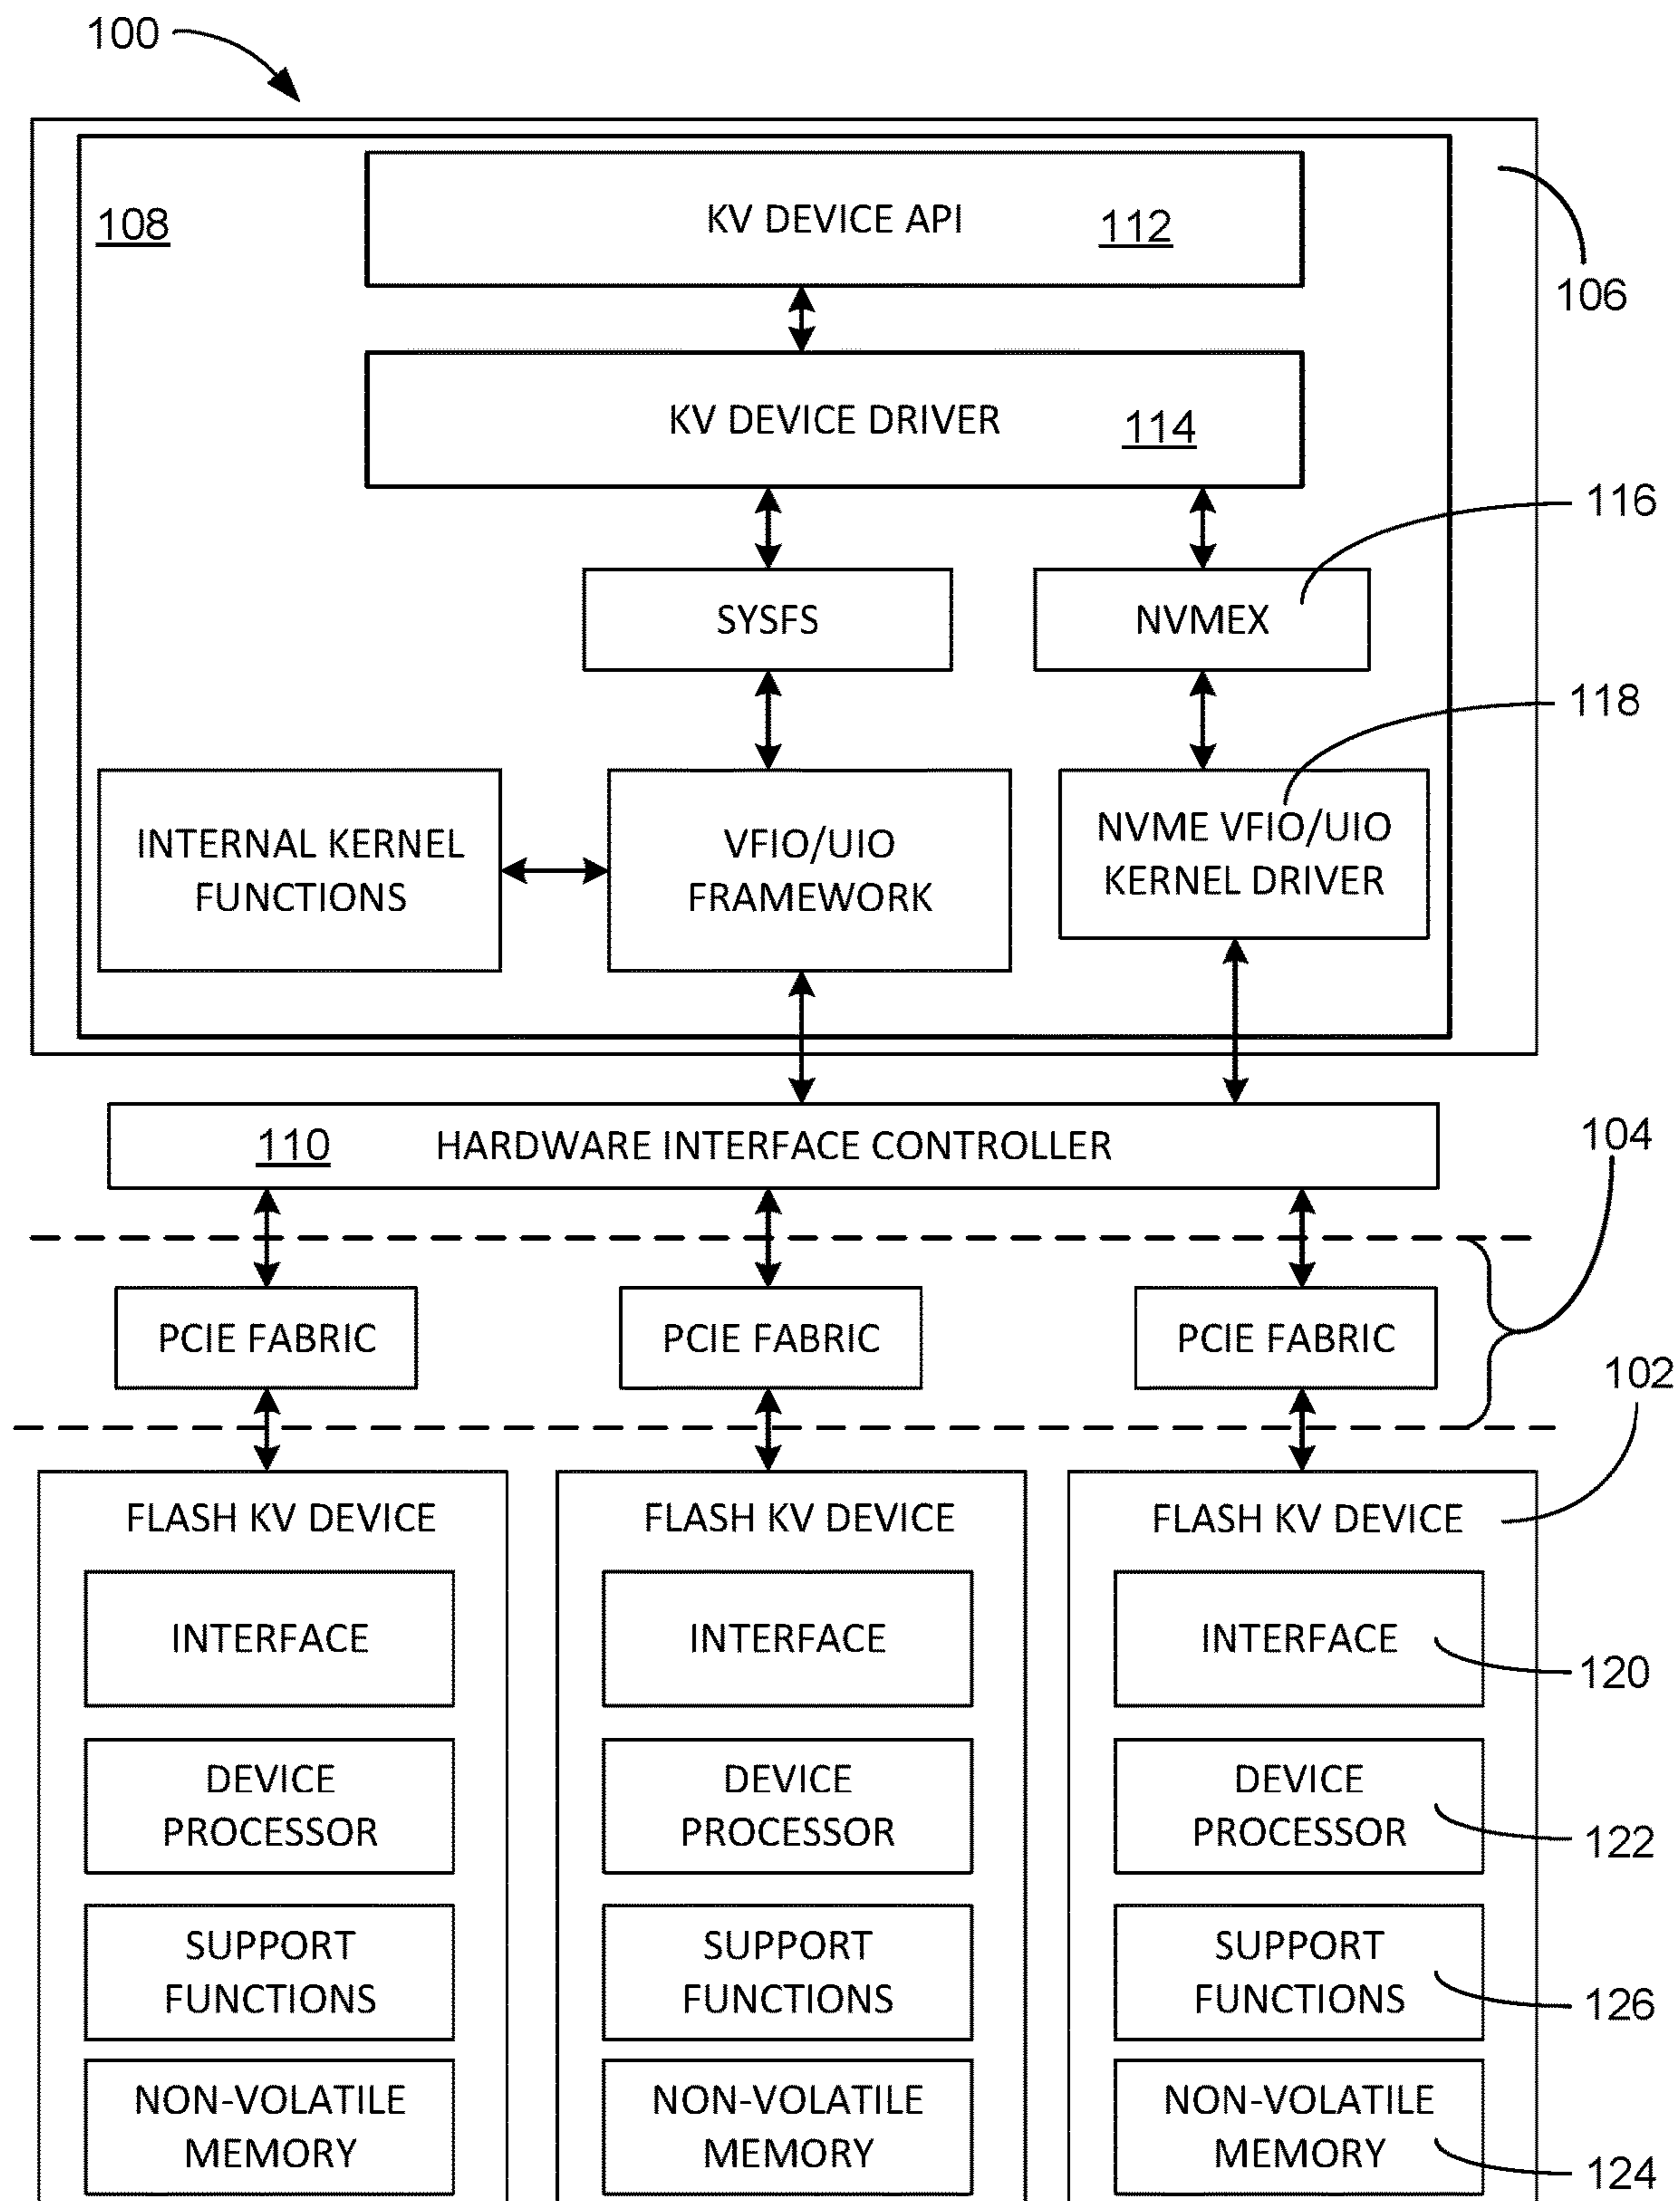 100
KV DEVICE API
112
108
106
KV DEVICE DRIVER
114
116
SYSFS
NVMEX
118
INTERNAL KERNEL
FUNCTIONS
VFIO/UIO
FRAMEWORK
NVME VFIO/UIO
KERNEL DRIVER
110
HARDWARE INTERFACE CONTROLLER
104
PCIE FABRIC
PCIE FABRIC
PCIE FABRIC
102
FLASH KV DEVICE
FLASH KV DEVICE
FLASH KV DEVICE
INTERFACE
INTERFACE
INTERFACE
120
DEVICE
PROCESSOR
DEVICE
PROCESSOR
DEVICE
PROCESSOR
122
SUPPORT
FUNCTIONS
SUPPORT
FUNCTIONS
SUPPORT
FUNCTIONS
126
NON-VOLATILE
MEMORY
NON-VOLATILE
MEMORY
NON-VOLATILE
MEMORY
124